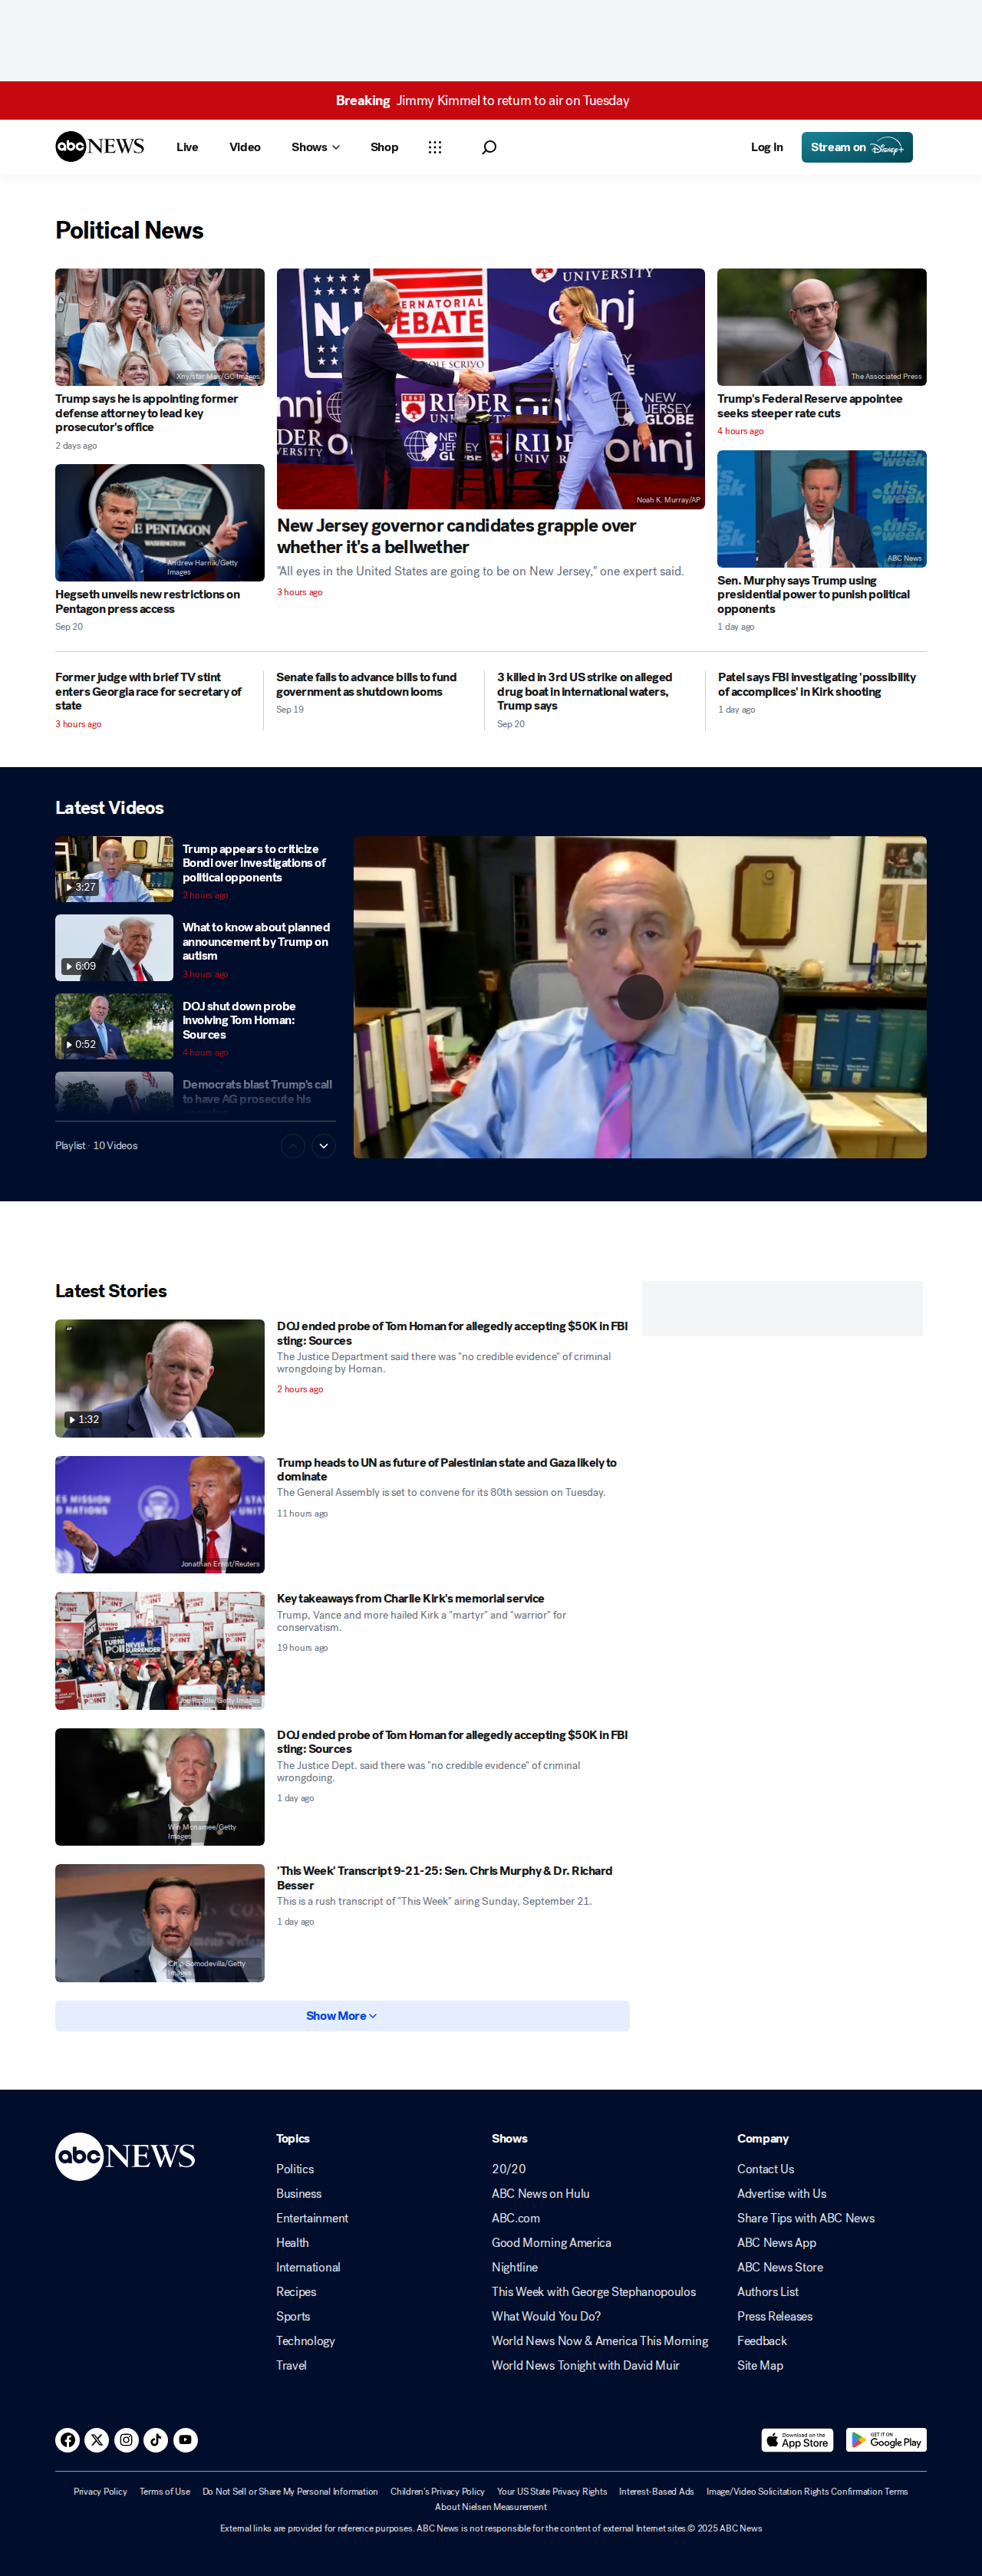 Breaking Jimmy Kimmel to return to air on Tuesday
abc NEWS Live Video Shows Shop Log In Stream on Disney+
Political News
Xny/star Max/GC Images
Trump says he is appointing former
defense attorney to lead key
prosecutor's office
2 days ago
THE PENTAGON
WASHINGTON
Andrew Harnik/Getty
Images
Hegseth unveils new restrictions on
Pentagon press access
Sep 20
UNIVERSITY
NJ
DEBATE
onnj
RIDER
UNIVERSITY
NEW JERSEY
GLOBE
Noah K. Murray/AP
New Jersey governor candidates grapple over
whether it's a bellwether
"All eyes in the United States are going to be on New Jersey," one expert said.
3 hours ago
The Associated Press
Trump's Federal Reserve appointee
seeks steeper rate cuts
4 hours ago
this week
ABC News
Sen. Murphy says Trump using
presidential power to punish political
opponents
1 day ago
Former judge with brief TV stint
enters Georgia race for secretary of
state
3 hours ago
Senate fails to advance bills to fund
government as shutdown looms
Sep 19
3 killed in 3rd US strike on alleged
drug boat in international waters,
Trump says
Sep 20
Patel says FBI investigating 'possibility
of accomplices' in Kirk shooting
1 day ago
Latest Videos
3:27
Trump appears to criticize
Bondi over investigations of
political opponents
2 hours ago
6:09
What to know about planned
announcement by Trump on
autism
3 hours ago
0:52
DOJ shut down probe
involving Tom Homan:
Sources
4 hours ago
Democrats blast Trump's call
to have AG prosecute his
Playlist · 10 Videos
Latest Stories
1:32
DOJ ended probe of Tom Homan for allegedly accepting $50K in FBI
sting: Sources
The Justice Department said there was "no credible evidence" of criminal
wrongdoing by Homan.
2 hours ago
Jonathan Ernst/Reuters
Trump heads to UN as future of Palestinian state and Gaza likely to
dominate
The General Assembly is set to convene for its 80th session on Tuesday.
11 hours ago
TURNING POINT
NEVER SURRENDER
Joe Raedle/Getty Images
Key takeaways from Charlie Kirk's memorial service
Trump, Vance and more hailed Kirk a "martyr" and "warrior" for
conservatism.
19 hours ago
Win Mcnamee/Getty
Images
DOJ ended probe of Tom Homan for allegedly accepting $50K in FBI
sting: Sources
The Justice Dept. said there was "no credible evidence" of criminal
wrongdoing.
1 day ago
Chip Somodevilla/Getty
Images
'This Week' Transcript 9-21-25: Sen. Chris Murphy & Dr. Richard
Besser
This is a rush transcript of "This Week" airing Sunday, September 21.
1 day ago
Show More
abc NEWS
Topics
Politics
Business
Entertainment
Health
International
Recipes
Sports
Technology
Travel
Shows
20/20
ABC News on Hulu
ABC.com
Good Morning America
Nightline
This Week with George Stephanopoulos
What Would You Do?
World News Now & America This Morning
World News Tonight with David Muir
Company
Contact Us
Advertise with Us
Share Tips with ABC News
ABC News App
ABC News Store
Authors List
Press Releases
Feedback
Site Map
Download on the
App Store
GET IT ON
Google Play
Privacy Policy Terms of Use Do Not Sell or Share My Personal Information Children's Privacy Policy Your US State Privacy Rights Interest-Based Ads Image/Video Solicitation Rights Confirmation Terms
About Nielsen Measurement
External links are provided for reference purposes. ABC News is not responsible for the content of external Internet sites.© 2025 ABC News